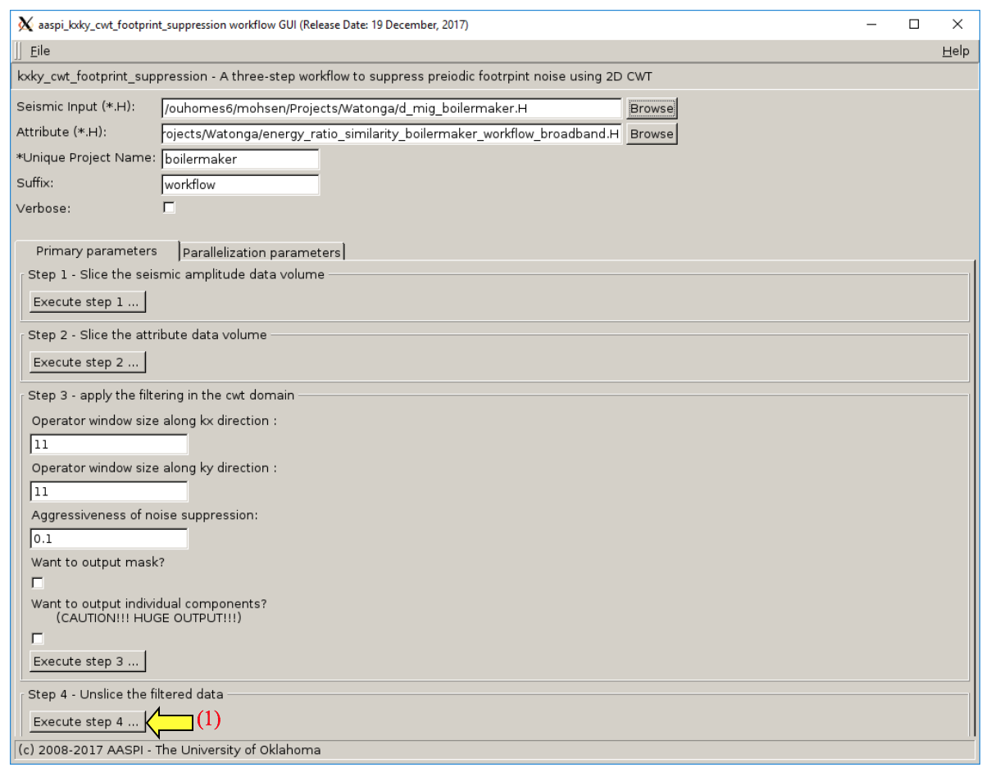 aaspi_kxky_cwt_footprint_suppression workflow GUI (Release Date: 19 December, 2017)
File Help
kxky_cwt_footprint_suppression - A three-step workflow to suppress preiodic footrpint noise using 2D CWT
Seismic Input (*.H): /ouhomes6/mohsen/Projects/Watonga/d_mig_boilermaker.H Browse
Attribute (*.H): rojects/Watonga/energy_ratio_similarity_boilermaker_workflow_broadband.H Browse
*Unique Project Name: boilermaker
Suffix: workflow
Verbose:
Primary parameters Parallelization parameters
Step 1 - Slice the seismic amplitude data volume
Execute step 1 ...
Step 2 - Slice the attribute data volume
Execute step 2 ...
Step 3 - apply the filtering in the cwt domain
Operator window size along kx direction :
11
Operator window size along ky direction :
11
Aggressiveness of noise suppression:
0.1
Want to output mask?
Want to output individual components?
(CAUTION!!! HUGE OUTPUT!!!)
Execute step 3 ...
Step 4 - Unslice the filtered data
Execute step 4 ... (1)
(c) 2008-2017 AASPI - The University of Oklahoma